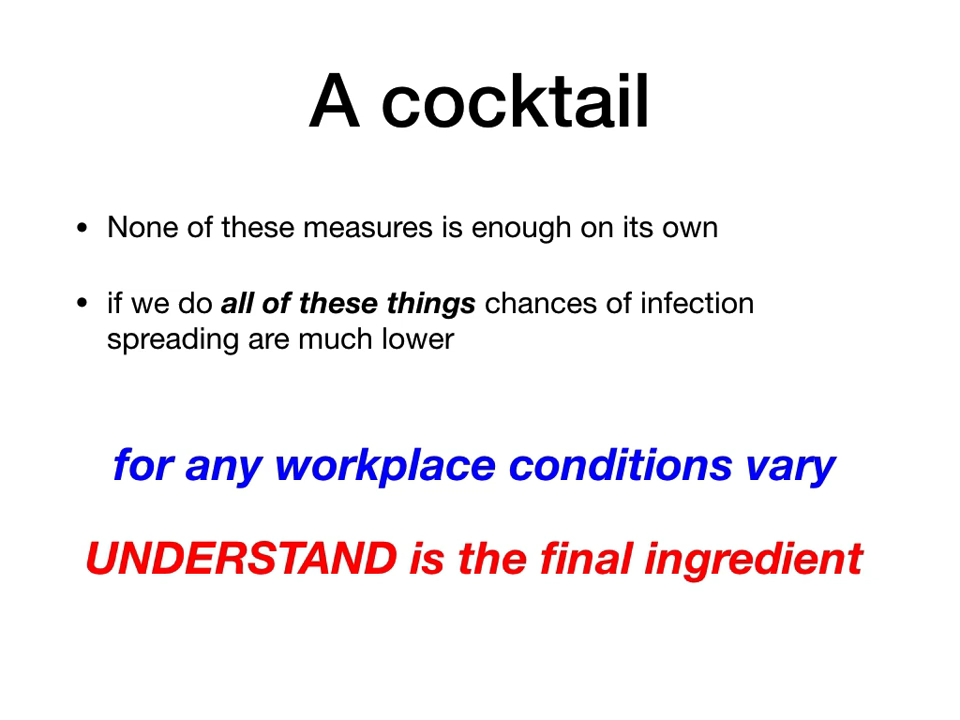 A cocktail
• None of these measures is enough on its own
• if we do all of these things chances of infection
spreading are much lower
for any workplace conditions vary
UNDERSTAND is the final ingredient